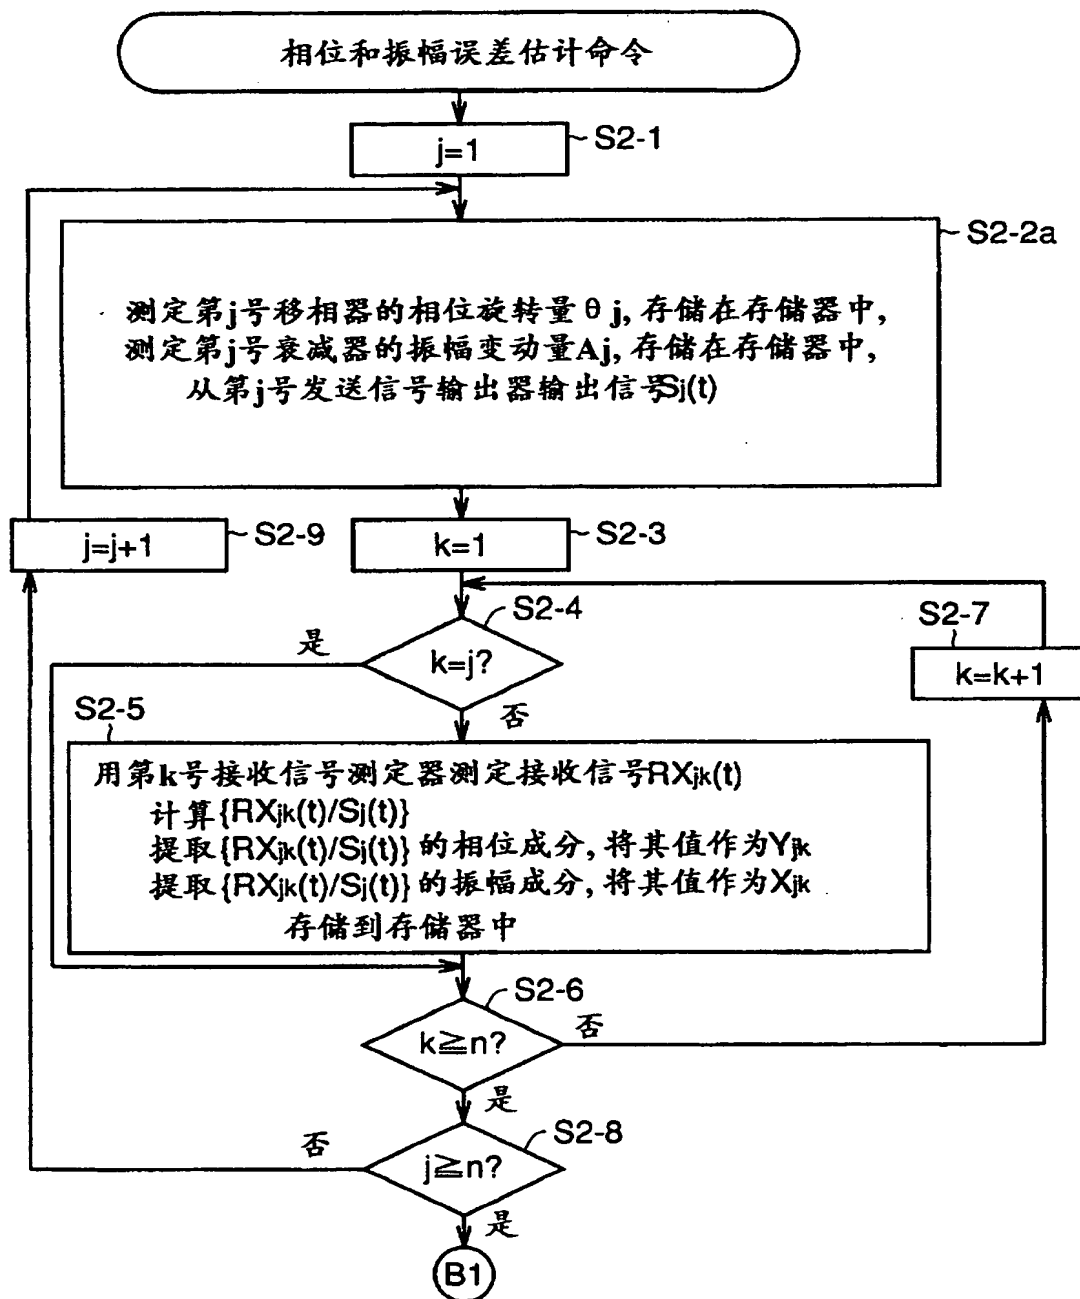 相位和振幅误差估计命令
j=1
S2-1
S2-2a
测定第j号移相器的相位旋转量θj,存储在存储器中,
测定第j号衰减器的振幅变动量Aj,存储在存储器中,
从第j号发送信号输出器输出信号Sj(t)
j=j+1
S2-9
k=1
S2-3
S2-4
是
k=j?
否
S2-7
k=k+1
S2-5
用第k号接收信号测定器测定接收信号RXjk(t)
计算{RXjk(t)/Sj(t)}
提取{RXjk(t)/Sj(t)}的相位成分,将其值作为Yjk
提取{RXjk(t)/Sj(t)}的振幅成分,将其值作为Xjk
存储到存储器中
S2-6
k≧n?
否
是
S2-8
否
j≧n?
是
B1